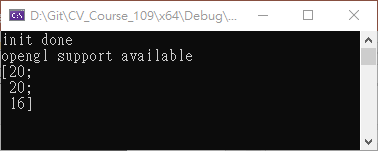 D:\Git\CV_Course_109\x64\Debug\...
init done
opengl support available
[20;
 20;
 16]